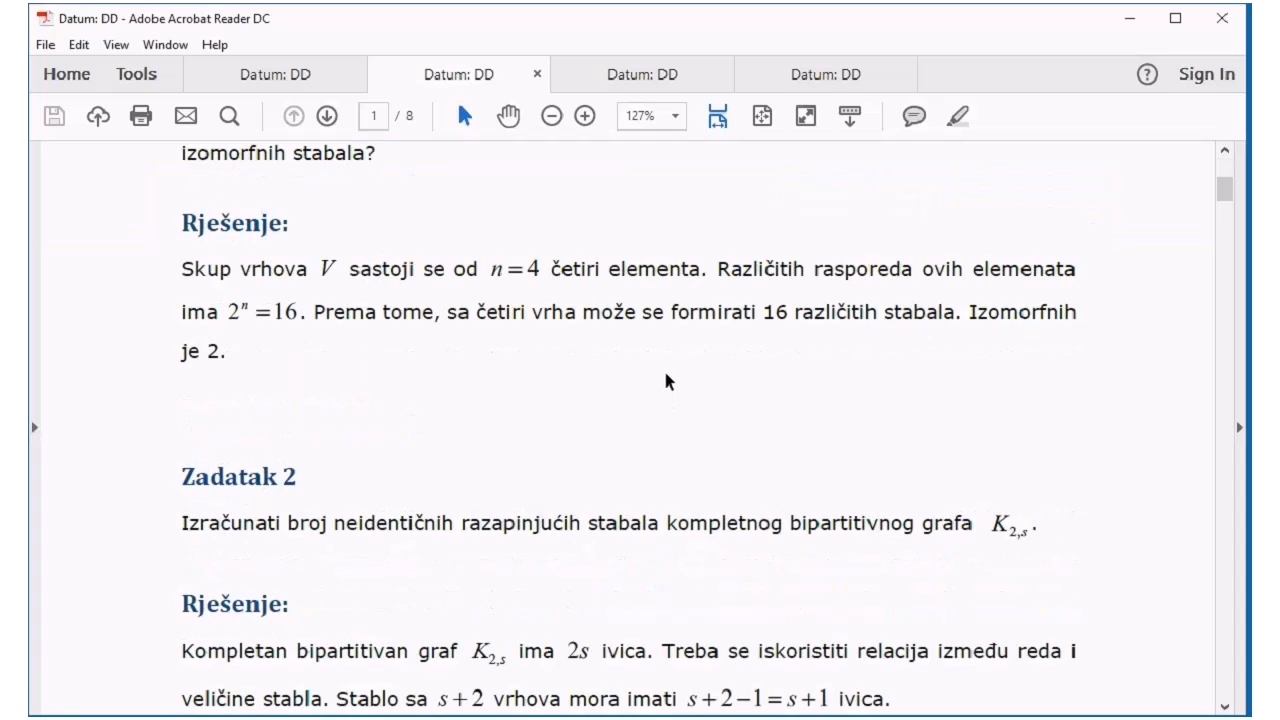 Datum: DD - Adobe Acrobat Reader DC
File Edit View Window Help
Home Tools Datum: DD Datum: DD × Datum: DD Datum: DD ? Sign In
1 / 8 127%
izomorfnih stabala?
Rješenje:
Skup vrhova V sastoji se od n = 4 četiri elementa. Različitih rasporeda ovih elemenata
ima 2ⁿ = 16. Prema tome, sa četiri vrha može se formirati 16 različitih stabala. Izomorfnih
je 2.
Zadatak 2
Izračunati broj neidentičnih razapinjućih stabala kompletnog bipartitivnog grafa K₂,ₛ.
Rješenje:
Kompletan bipartitivan graf K₂,ₛ ima 2s ivica. Treba se iskoristiti relacija između reda i
veličine stabla. Stablo sa s + 2 vrhova mora imati s + 2 − 1 = s + 1 ivica.